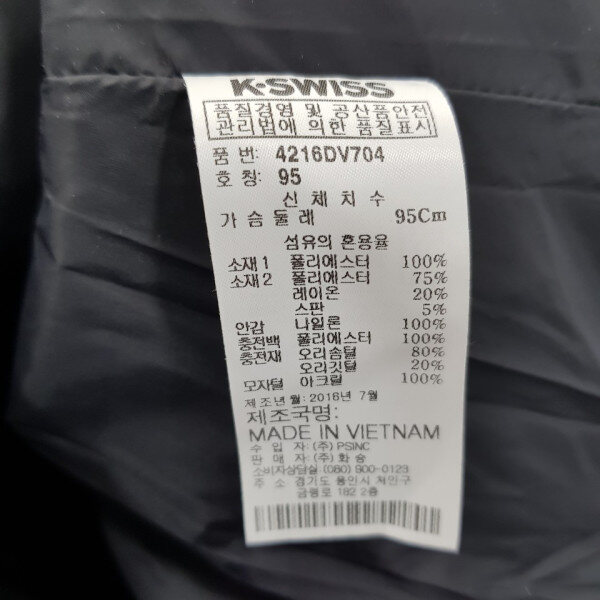 K·SWISS
품질경영 및 공산품안전
관리법에 의한 품질표시
품 번: 4216DV704
호 칭: 95
신 체 치 수
가 슴 둘 레 95Cm
섬유의 혼용율
소재 1 폴리에스터 100%
소재 2 폴리에스터 75%
레이온 20%
스판 5%
안감 나일론 100%
충전백 폴리에스터 100%
충전재 오리솜털 80%
오리깃털 20%
모자털 아크릴 100%
제 조 년 월: 2016년 7월
제조국명:
MADE IN VIETNAM
수 입 자: (주) PSINC
판 매 자: (주) 화 승
소비자상담실: (080) 900-0123
주 소: 경기도 용인시 처인구
금령로 182 2층